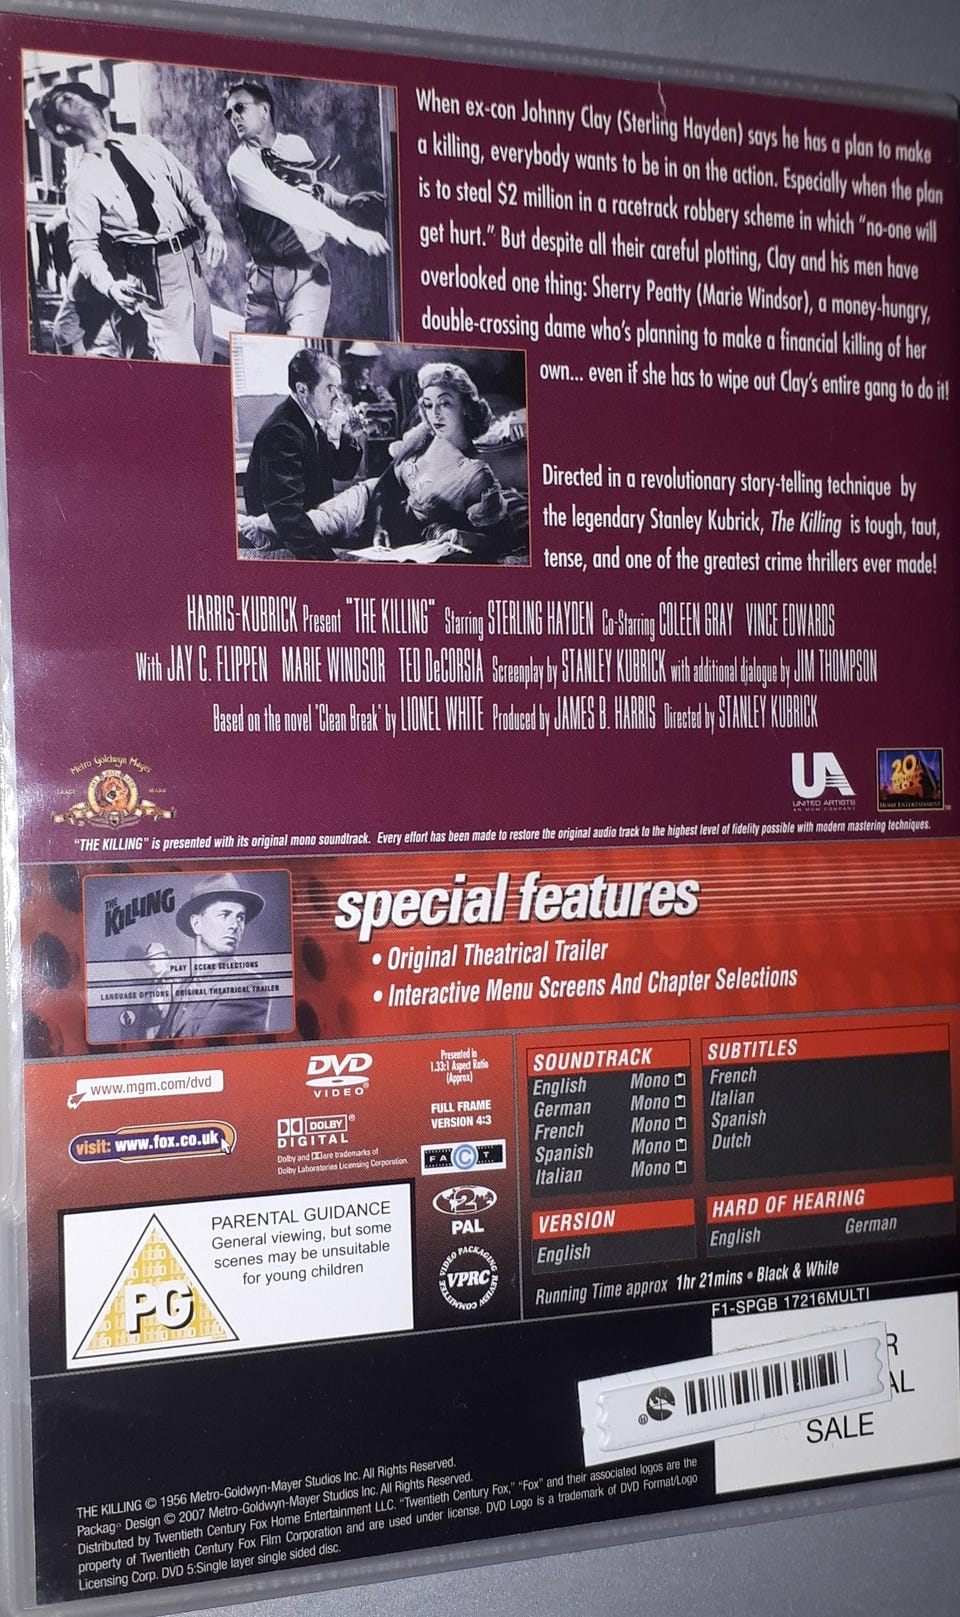 When ex-con Johnny Clay (Sterling Hayden) says he has a plan to make
a killing, everybody wants to be in on the action. Especially when the plan
is to steal $2 million in a racetrack robbery scheme in which “no-one will
get hurt.” But despite all their careful plotting, Clay and his men have
overlooked one thing: Sherry Peatty (Marie Windsor), a money-hungry,
double-crossing dame who's planning to make a financial killing of her
own... even if she has to wipe out Clay's entire gang to do it!
Directed in a revolutionary story-telling technique by
the legendary Stanley Kubrick, The Killing is tough, taut,
tense, and one of the greatest crime thrillers ever made!
HARRIS-KUBRICK Present "THE KILLING" Starring STERLING HAYDEN Co-Starring COLEEN GRAY VINCE EDWARDS
With JAY C. FLIPPEN MARIE WINDSOR TED DeCORSIA Screenplay by STANLEY KUBRICK with additional dialogue by JIM THOMPSON
Based on the novel 'Clean Break' by LIONEL WHITE Produced by JAMES B. HARRIS Directed by STANLEY KUBRICK
Metro Goldwyn Mayer
TRADE MARK
UA
UNITED ARTISTS
AN MGM COMPANY
20th CENTURY FOX
HOME ENTERTAINMENT
TM
"THE KILLING" is presented with its original mono soundtrack. Every effort has been made to restore the original audio track to the highest level of fidelity possible with modern mastering techniques.
THE KILLING
PLAY SCENE SELECTIONS
LANGUAGE OPTIONS ORIGINAL THEATRICAL TRAILER
special features
• Original Theatrical Trailer
• Interactive Menu Screens And Chapter Selections
www.mgm.com/dvd
visit: www.fox.co.uk
DVD
VIDEO
DOLBY ®
DIGITAL
Dolby and are trademarks of
Dolby Laboratories Licensing Corporation.
Presented in
1.33:1 Aspect Ratio
(Approx)
FULL FRAME
VERSION 4:3
FACT
2
PAL
VIDEO PACKAGING REVIEW COMMITTEE
VPRC
SOUNDTRACK
English Mono
German Mono
French Mono
Spanish Mono
Italian Mono
SUBTITLES
French
Italian
Spanish
Dutch
VERSION
English
HARD OF HEARING
English German
Running Time approx 1hr 21mins • Black & White
PG
PARENTAL GUIDANCE
General viewing, but some
scenes may be unsuitable
for young children
F1-SPGB 17216MULTI
R
AL
SALE
THE KILLING © 1956 Metro-Goldwyn-Mayer Studios Inc. All Rights Reserved.
Packag Design © 2007 Metro-Goldwyn-Mayer Studios Inc. All Rights Reserved.
Distributed by Twentieth Century Fox Home Entertainment LLC. "Twentieth Century Fox," "Fox" and their associated logos are the
property of Twentieth Century Fox Film Corporation and are used under license. DVD Logo is a trademark of DVD Format/Logo
Licensing Corp. DVD 5:Single layer single sided disc.